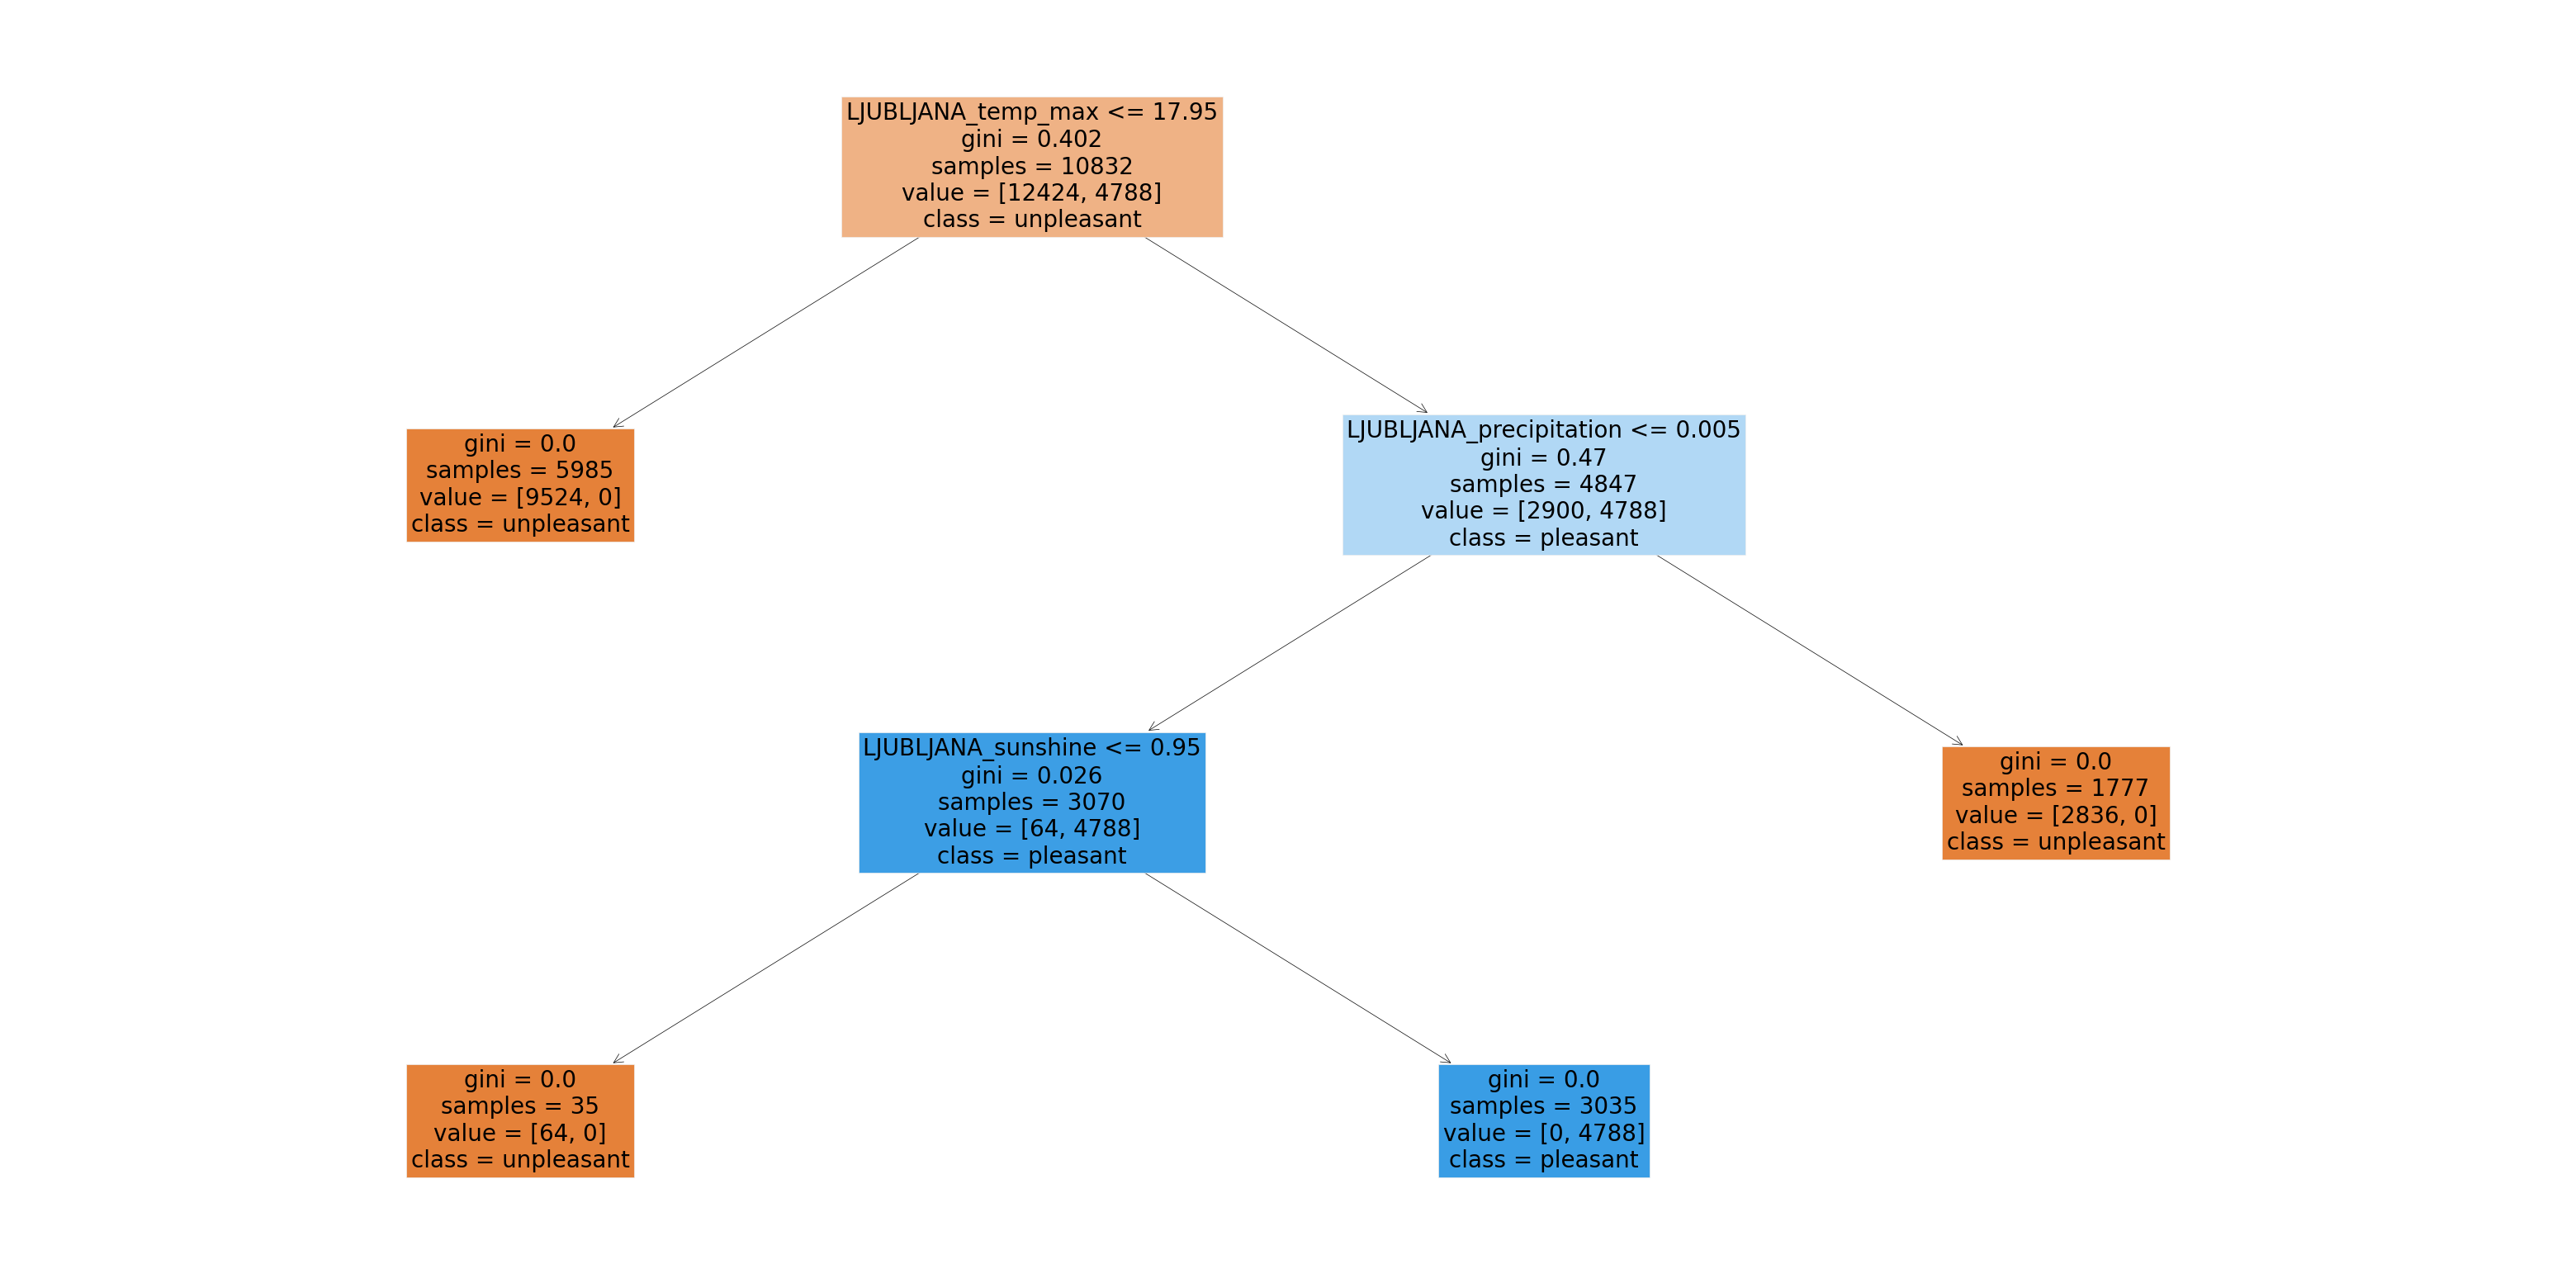 LJUBLJANA_temp_max <= 17.95
gini = 0.402
samples = 10832
value = [12424, 4788]
class = unpleasant
gini = 0.0
samples = 5985
value = [9524, 0]
class = unpleasant
LJUBLJANA_precipitation <= 0.005
gini = 0.47
samples = 4847
value = [2900, 4788]
class = pleasant
LJUBLJANA_sunshine <= 0.95
gini = 0.026
samples = 3070
value = [64, 4788]
class = pleasant
gini = 0.0
samples = 1777
value = [2836, 0]
class = unpleasant
gini = 0.0
samples = 35
value = [64, 0]
class = unpleasant
gini = 0.0
samples = 3035
value = [0, 4788]
class = pleasant